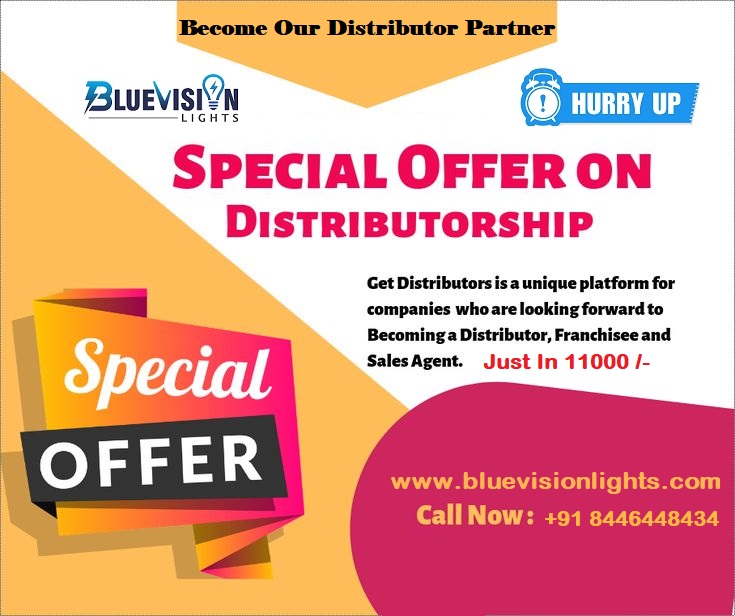 Become Our Distributor Partner
BLUEVISION
LIGHTS
HURRY UP
SPECIAL OFFER ON
DISTRIBUTORSHIP
Get Distributors is a unique platform for
companies who are looking forward to
Becoming a Distributor, Franchisee and
Sales Agent. Just In 11000 /-
Special
OFFER
www.bluevisionlights.com
Call Now : +91 8446448434